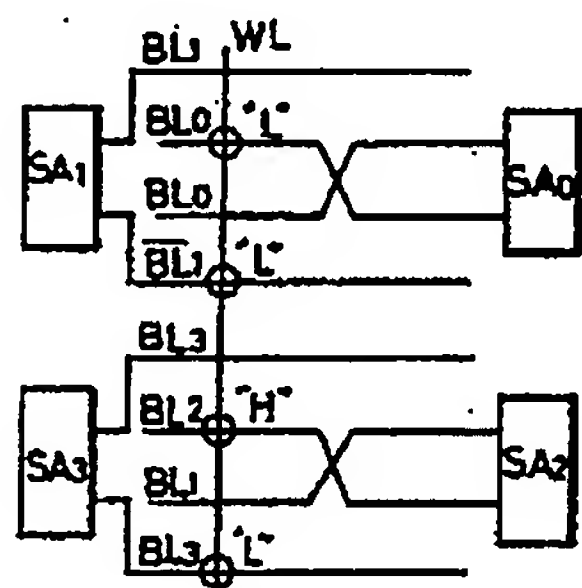 WL
BL1
BL0 "L"
SA1
BL0
SA0
BL1 "L"
BL3
BL2 "H"
SA3
BL1
SA2
BL3 "L"